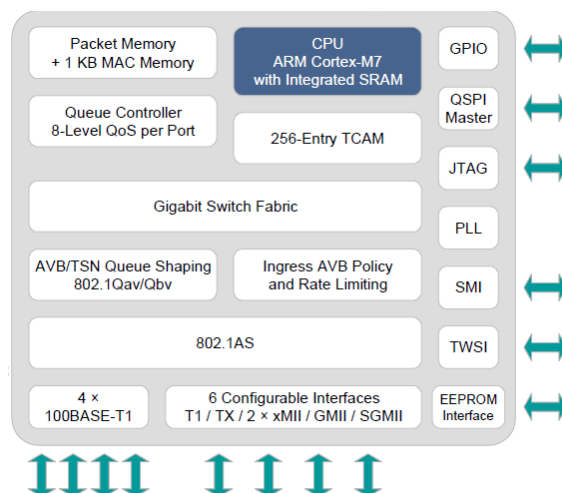 Packet Memory
+ 1 KB MAC Memory
CPU
ARM Cortex-M7
with Integrated SRAM
GPIO
Queue Controller
8-Level QoS per Port
256-Entry TCAM
QSPI
Master
JTAG
Gigabit Switch Fabric
PLL
AVB/TSN Queue Shaping
802.1Qav/Qbv
Ingress AVB Policy
and Rate Limiting
SMI
802.1AS
TWSI
4 ×
100BASE-T1
6 Configurable Interfaces
T1 / TX / 2 × xMII / GMII / SGMII
EEPROM
Interface